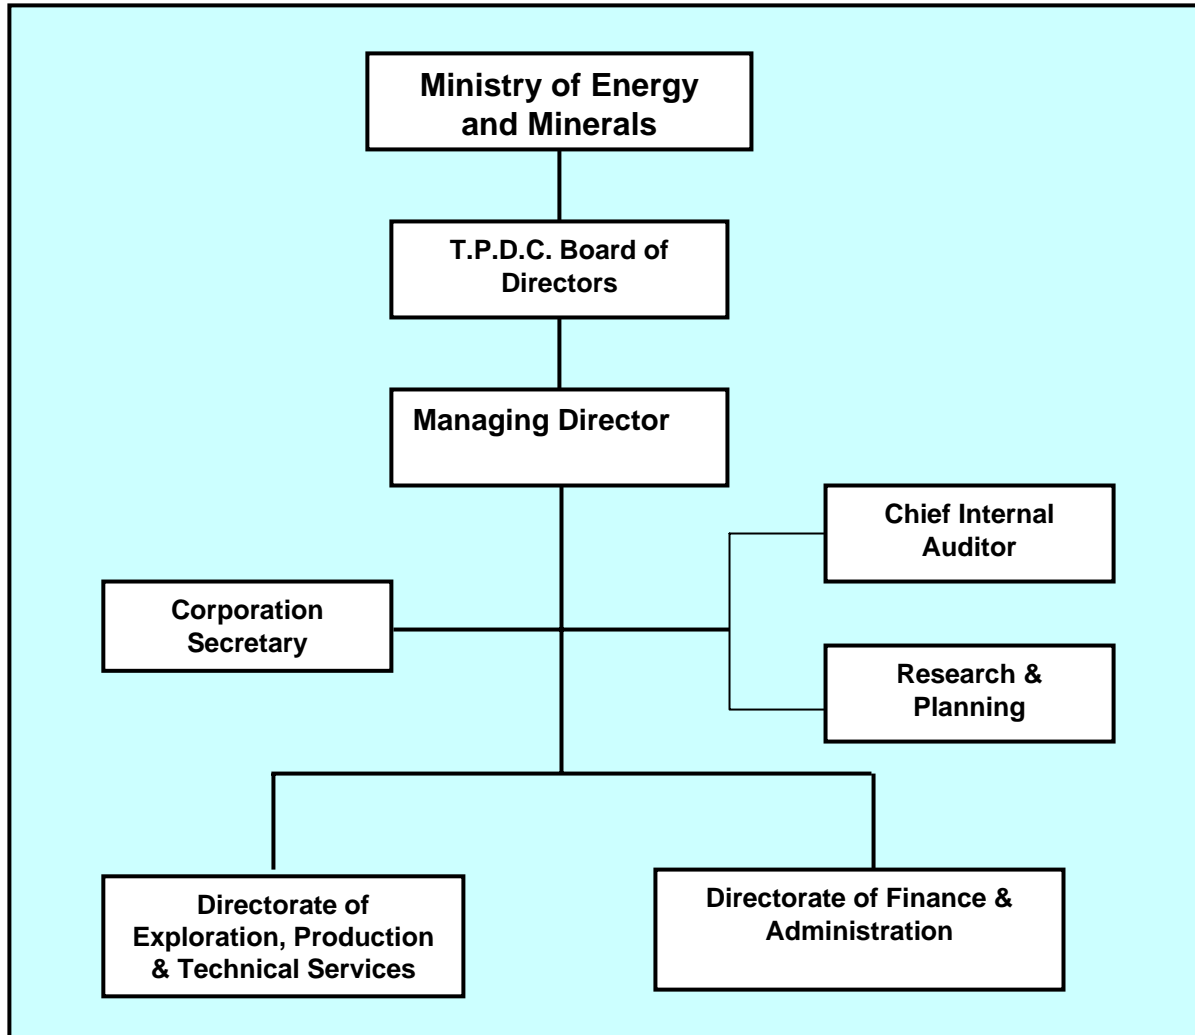 Ministry of Energy
and Minerals
T.P.D.C. Board of
Directors
Managing Director
Chief Internal
Auditor
Corporation
Secretary
Research &
Planning
Directorate of
Exploration, Production
& Technical Services
Directorate of Finance &
Administration